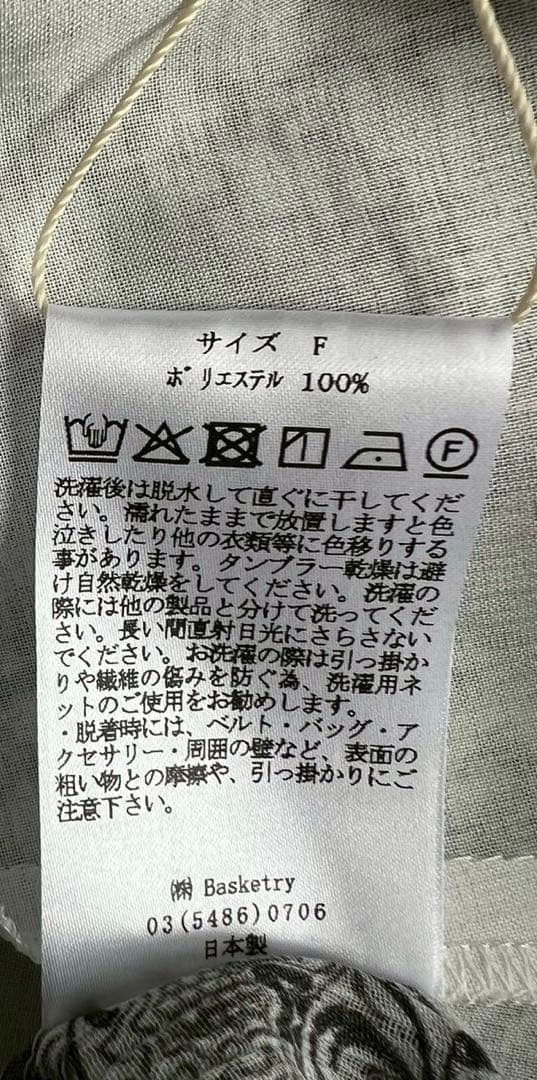 サイズ F
ポリエステル 100%
F
洗濯後は脱水して直ぐに干してくだ
さい。濡れたままで放置しますと色
泣きしたり他の衣類等に色移りする
事があります。タンブラー乾燥は避
け自然乾燥をしてください。洗濯の
際には他の製品と分けて洗ってくだ
さい。長い間直射日光にさらさない
でください。お洗濯の際は引っ掛か
りや繊維の傷みを防ぐ為、洗濯用ネ
ットのご使用をお勧めします。
・脱着時には、ベルト・バッグ・ア
クセサリー・周囲の壁など、表面の
粗い物との摩擦や、引っ掛かりにご
注意下さい。
㈱ Basketry
03(5486)0706
日本製